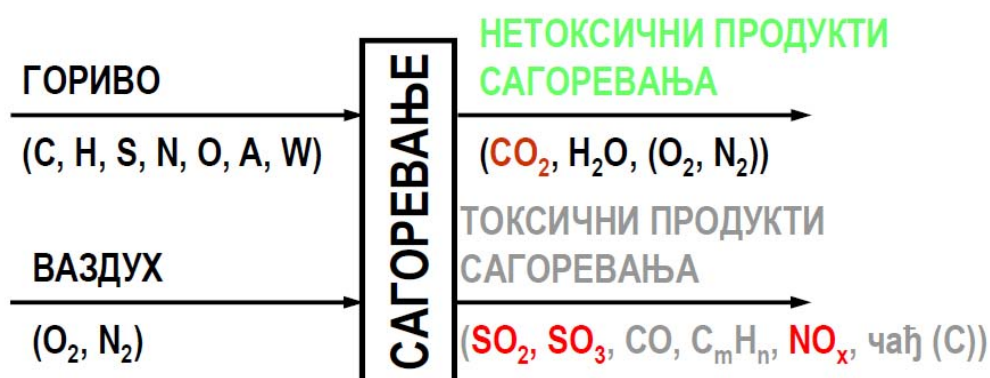 ГОРИВО
(C, H, S, N, O, A, W)
ВАЗДУХ
(O₂, N₂)
САГОРЕВАЊЕ
НЕТОКСИЧНИ ПРОДУКТИ
САГОРЕВАЊА
(CO₂, H₂O, (O₂, N₂))
ТОКСИЧНИ ПРОДУКТИ
САГОРЕВАЊА
(SO₂, SO₃, CO, CₘHₙ, NOₓ, чађ (C))